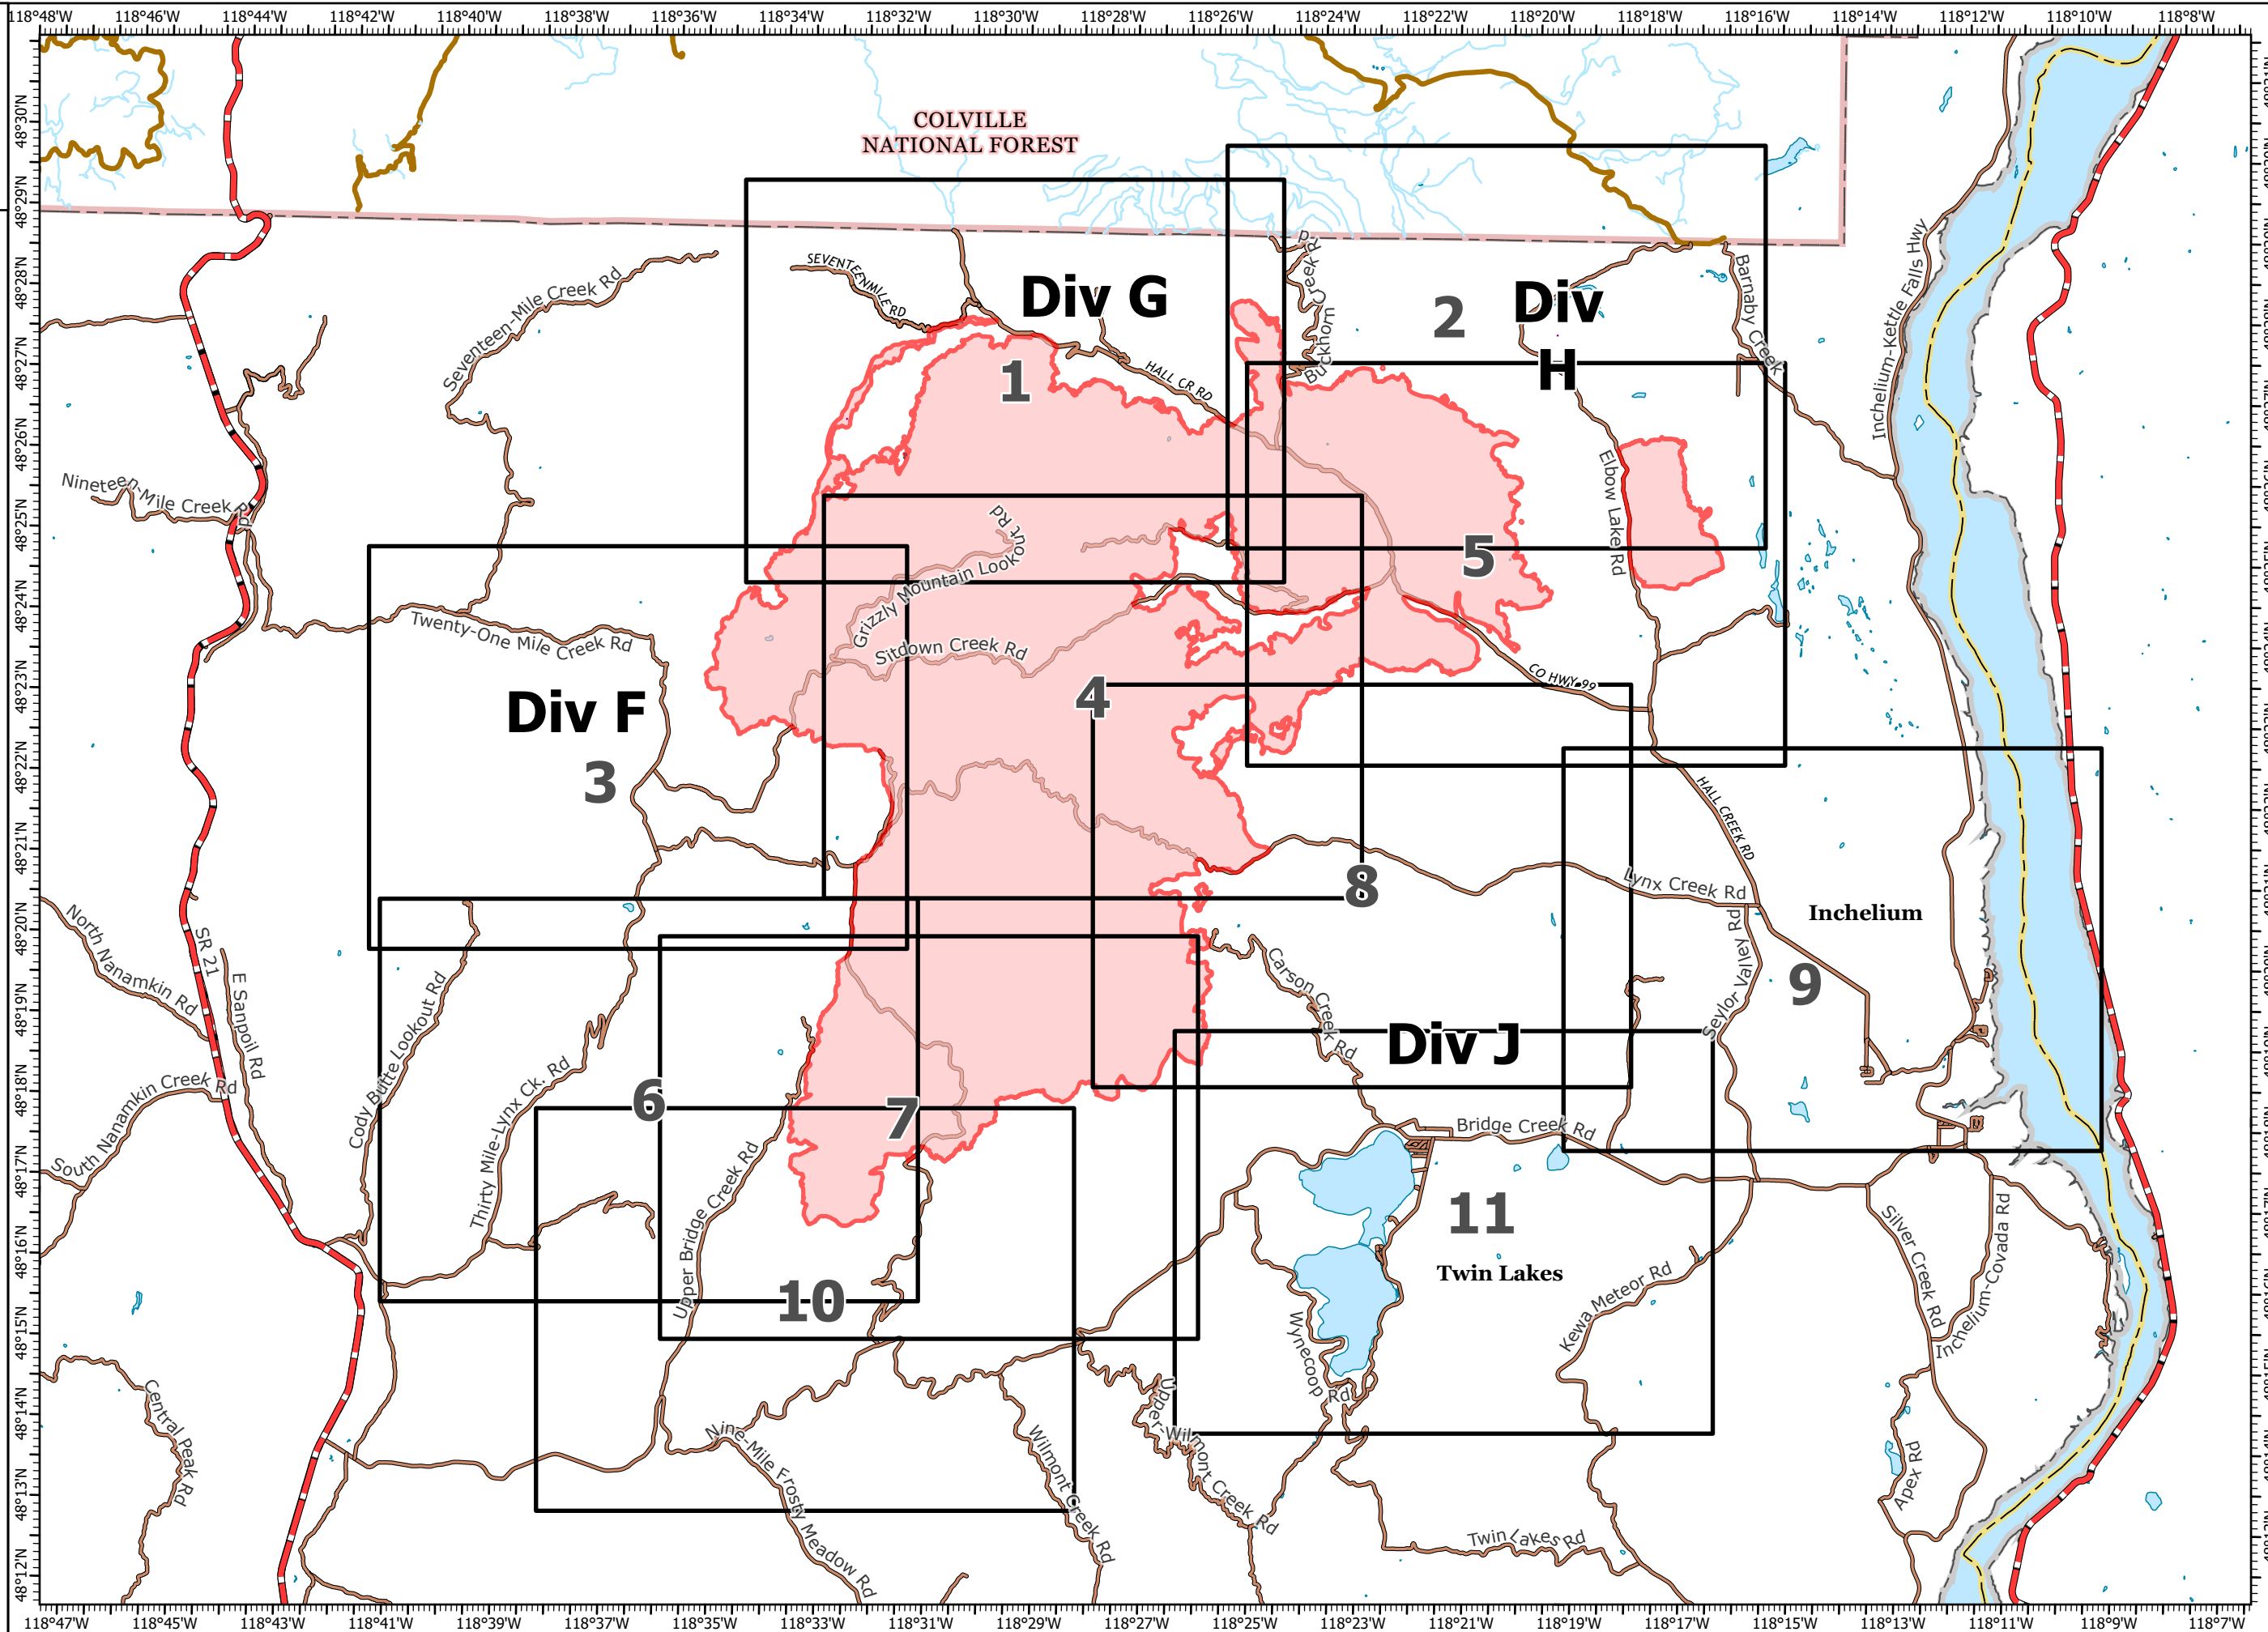 118°48'W 118°46'W 118°44'W 118°42'W 118°40'W 118°38'W 118°36'W 118°34'W 118°32'W 118°30'W 118°28'W 118°26'W 118°24'W 118°22'W 118°20'W 118°18'W 118°16'W 118°14'W 118°12'W 118°10'W 118°8'W
48°30'N
48°29'N
48°28'N
48°27'N
48°26'N
48°25'N
48°24'N
48°23'N
48°22'N
48°21'N
48°20'N
48°19'N
48°18'N
48°17'N
48°16'N
48°15'N
48°14'N
48°13'N
48°12'N
COLVILLE
NATIONAL FOREST
Inchelium-Kettle Falls Hwy
Buckhorn Creek Rd
Barnaby Creek
SEVENTEENMILE RD
Seventeen-Mile Creek Rd
Div G
2
Div
H
1
HALL CR RD
Nineteen-Mile Creek Rd
Elbow Lake Rd
Grizzly Mountain Lookout Rd
5
Twenty-One Mile Creek Rd
Sitdown Creek Rd
CO HWY 99
4
Div F
3
HALL CREEK RD
8
Lynx Creek Rd
Inchelium
North Nanamkin Rd
SR 21
E Sanpoil Rd
Cody Butte Lookout Rd
Carson Creek Rd
Seylor Valley Rd
9
Div J
South Nanamkin Creek Rd
Thirty Mile-Lynx Ck. Rd
6
7
Bridge Creek Rd
Upper Bridge Creek Rd
11
Twin Lakes
Silver Creek Rd
Inchelium-Covada Rd
10
Wynecoop Rd
Kewa Meteor Rd
Central Peak Rd
Nine-Mile Frosty Meadow Rd
Wilmont Creek Rd
Upper Wilmont Creek Rd
Apex Rd
Twin Lakes Rd
118°47'W 118°45'W 118°43'W 118°41'W 118°39'W 118°37'W 118°35'W 118°33'W 118°31'W 118°29'W 118°27'W 118°25'W 118°23'W 118°21'W 118°19'W 118°17'W 118°15'W 118°13'W 118°11'W 118°9'W 118°7'W